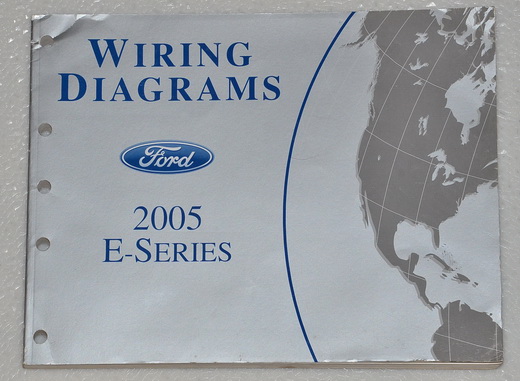 WIRING
DIAGRAMS
Ford
2005
E-SERIES